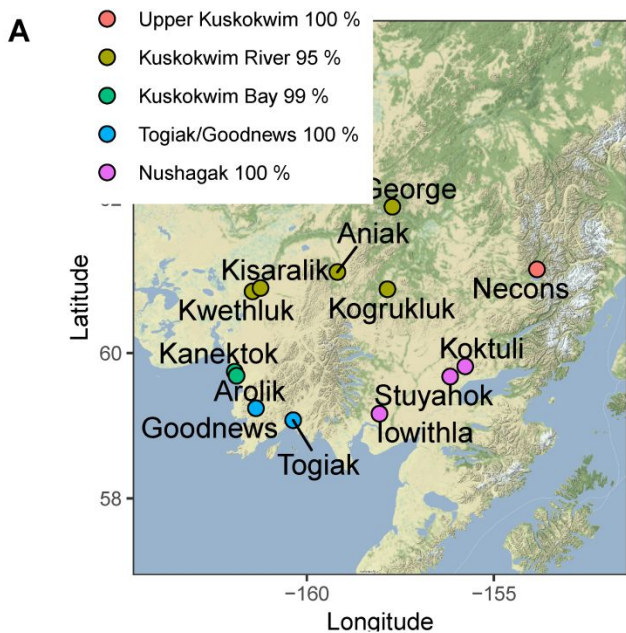 A
Upper Kuskokwim 100 %
Kuskokwim River 95 %
Kuskokwim Bay 99 %
Togiak/Goodnews 100 %
Nushagak 100 %
George
Aniak
Kisaralik
Necons
Kwethluk
Kogrukluk
Latitude
60
Kanektok
Koktuli
Arolik
Stuyahok
Goodnews
Iowithla
Togiak
58
−160
−155
Longitude